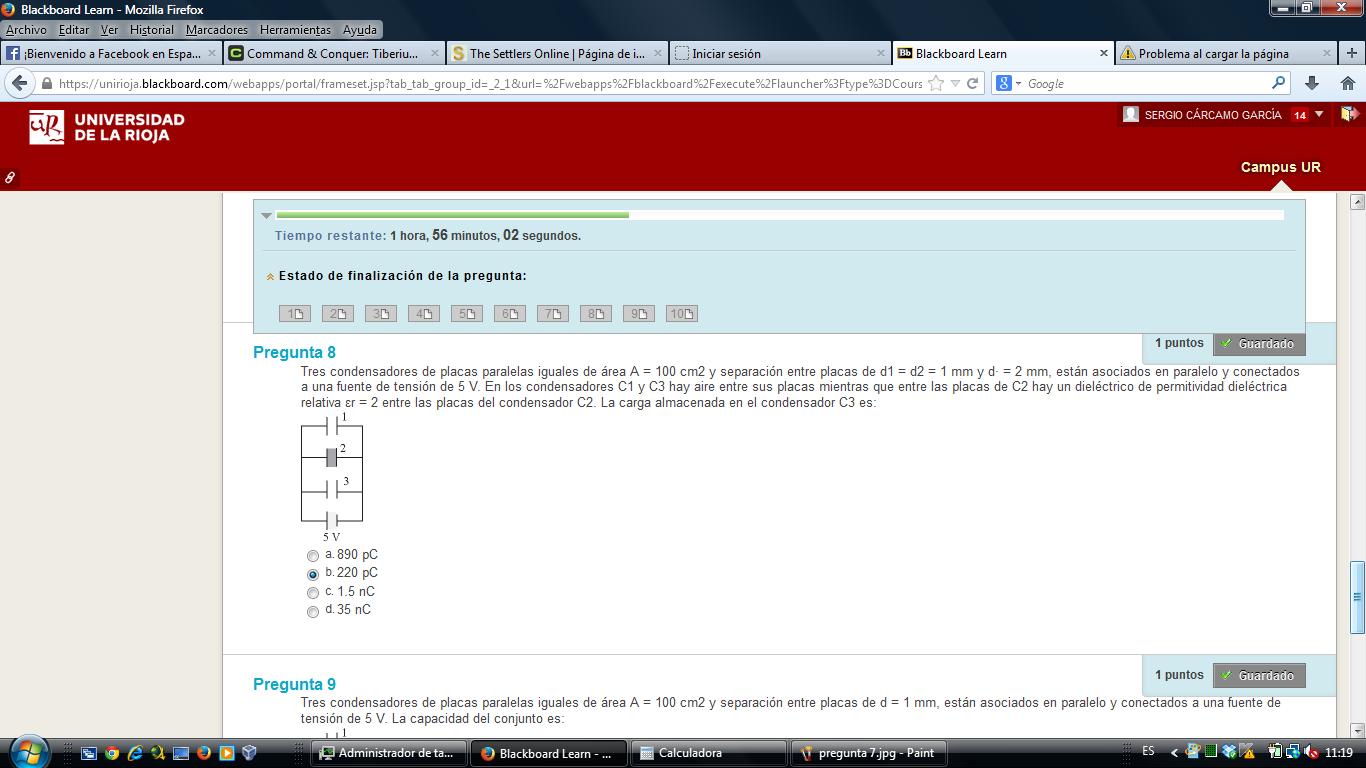 Blackboard Learn - Mozilla Firefox
Archivo Editar Ver Historial Marcadores Herramientas Ayuda
¡Bienvenido a Facebook en Espa...
Command & Conquer: Tiberiu...
The Settlers Online | Página de i...
Iniciar sesión
Blackboard Learn
Problema al cargar la página
https://unirioja.blackboard.com/webapps/portal/frameset.jsp?tab_tab_group_id=_2_1&url=%2Fwebapps%2Fblackboard%2Fexecute%2Flauncher%3Ftype%3DCours
Google
UNIVERSIDAD
DE LA RIOJA
SERGIO CÁRCAMO GARCÍA 14
Campus UR
Tiempo restante: 1 hora, 56 minutos, 02 segundos.
Estado de finalización de la pregunta:
1 2 3 4 5 6 7 8 9 10
Pregunta 8
1 puntos Guardado
Tres condensadores de placas paralelas iguales de área A = 100 cm2 y separación entre placas de d1 = d2 = 1 mm y d· = 2 mm, están asociados en paralelo y conectados
a una fuente de tensión de 5 V. En los condensadores C1 y C3 hay aire entre sus placas mientras que entre las placas de C2 hay un dieléctrico de permitividad dieléctrica
relativa εr = 2 entre las placas del condensador C2. La carga almacenada en el condensador C3 es:
1
2
3
5 V
a. 890 pC
b. 220 pC
c. 1.5 nC
d. 35 nC
Pregunta 9
1 puntos Guardado
Tres condensadores de placas paralelas iguales de área A = 100 cm2 y separación entre placas de d = 1 mm, están asociados en paralelo y conectados a una fuente de
tensión de 5 V. La capacidad del conjunto es:
1
Administrador de ta...
Blackboard Learn - ...
Calculadora
pregunta 7.jpg - Paint
ES
11:19